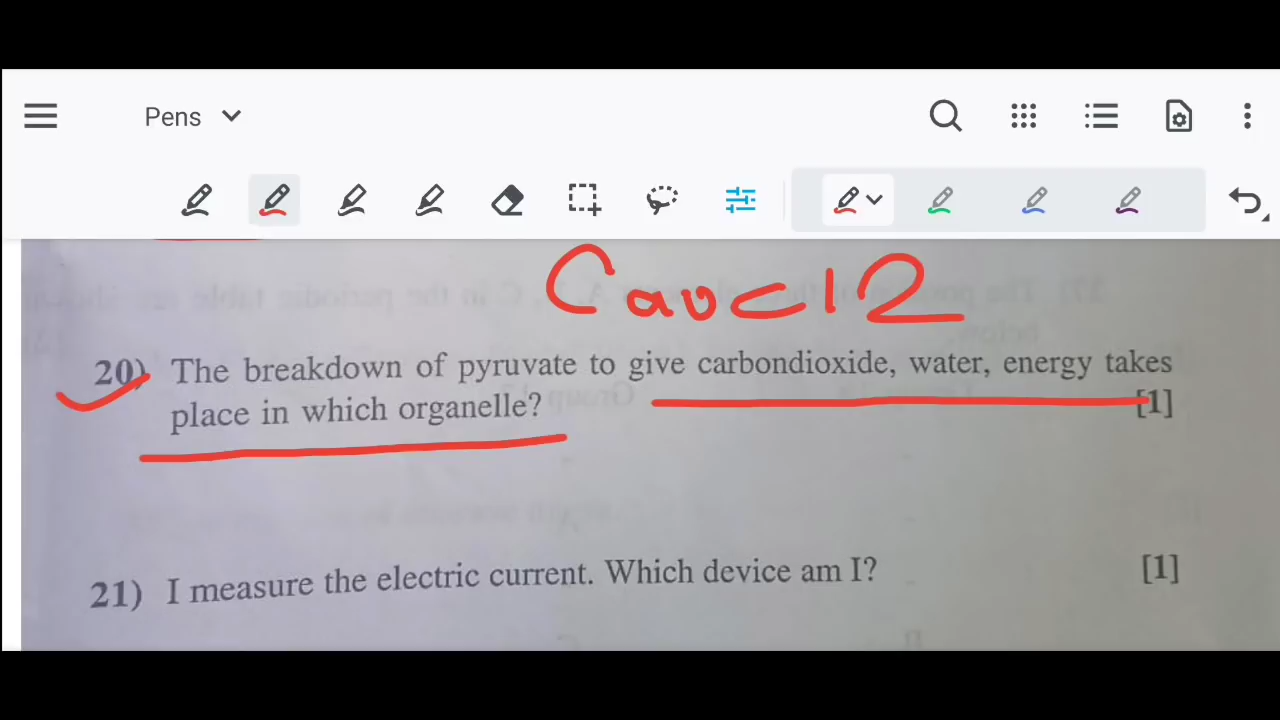 Pens
CaOCl2
20) The breakdown of pyruvate to give carbondioxide, water, energy takes
place in which organelle? [1]
21) I measure the electric current. Which device am I? [1]